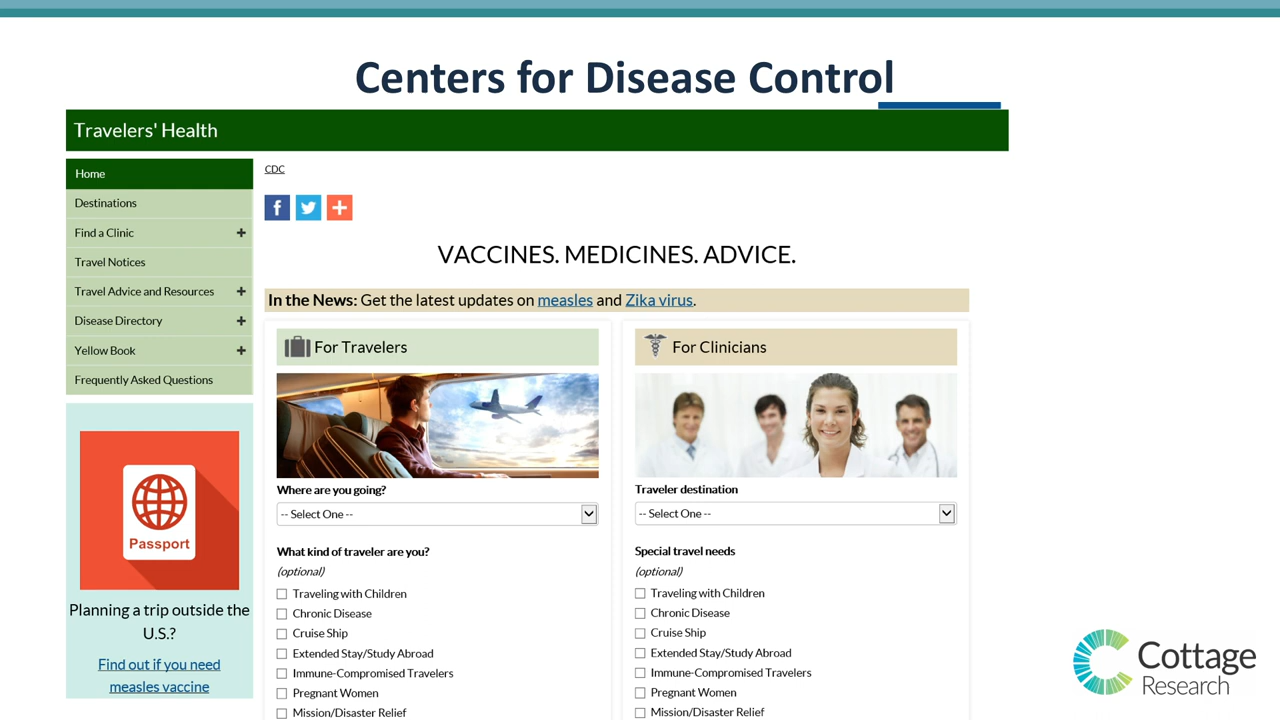 Centers for Disease Control
Travelers' Health
Home
Destinations
Find a Clinic
Travel Notices
Travel Advice and Resources
Disease Directory
Yellow Book
Frequently Asked Questions
Passport
Planning a trip outside the
U.S.?
Find out if you need
measles vaccine
CDC
VACCINES. MEDICINES. ADVICE.
In the News: Get the latest updates on measles and Zika virus.
For Travelers
Where are you going?
-- Select One --
What kind of traveler are you?
(optional)
Traveling with Children
Chronic Disease
Cruise Ship
Extended Stay/Study Abroad
Immune-Compromised Travelers
Pregnant Women
Mission/Disaster Relief
For Clinicians
Traveler destination
-- Select One --
Special travel needs
(optional)
Traveling with Children
Chronic Disease
Cruise Ship
Extended Stay/Study Abroad
Immune-Compromised Travelers
Pregnant Women
Mission/Disaster Relief
Cottage
Research